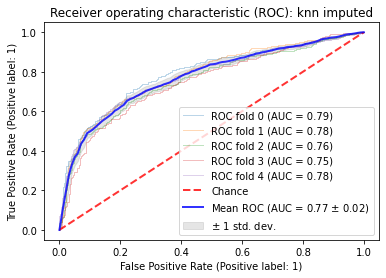 Receiver operating characteristic (ROC): knn imputed
True Positive Rate (Positive label: 1)
1.0
0.8
0.6
0.4
0.2
0.0
ROC fold 0 (AUC = 0.79)
ROC fold 1 (AUC = 0.78)
ROC fold 2 (AUC = 0.76)
ROC fold 3 (AUC = 0.75)
ROC fold 4 (AUC = 0.78)
Chance
Mean ROC (AUC = 0.77 ± 0.02)
± 1 std. dev.
0.0 0.2 0.4 0.6 0.8 1.0
False Positive Rate (Positive label: 1)